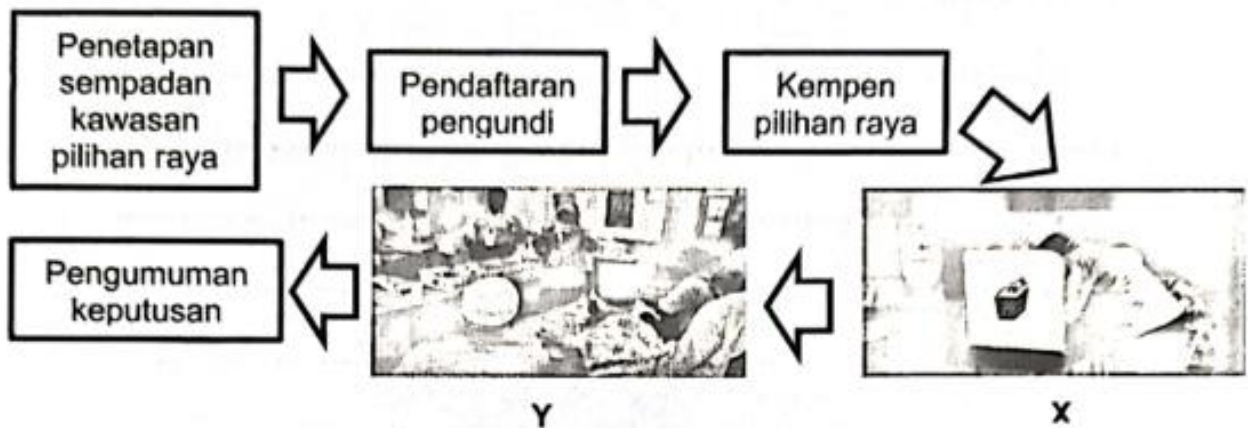 Penetapan
sempadan
kawasan
pilihan raya
Pendaftaran
pengundi
Kempen
pilihan raya
Pengumuman
keputusan
Y
X